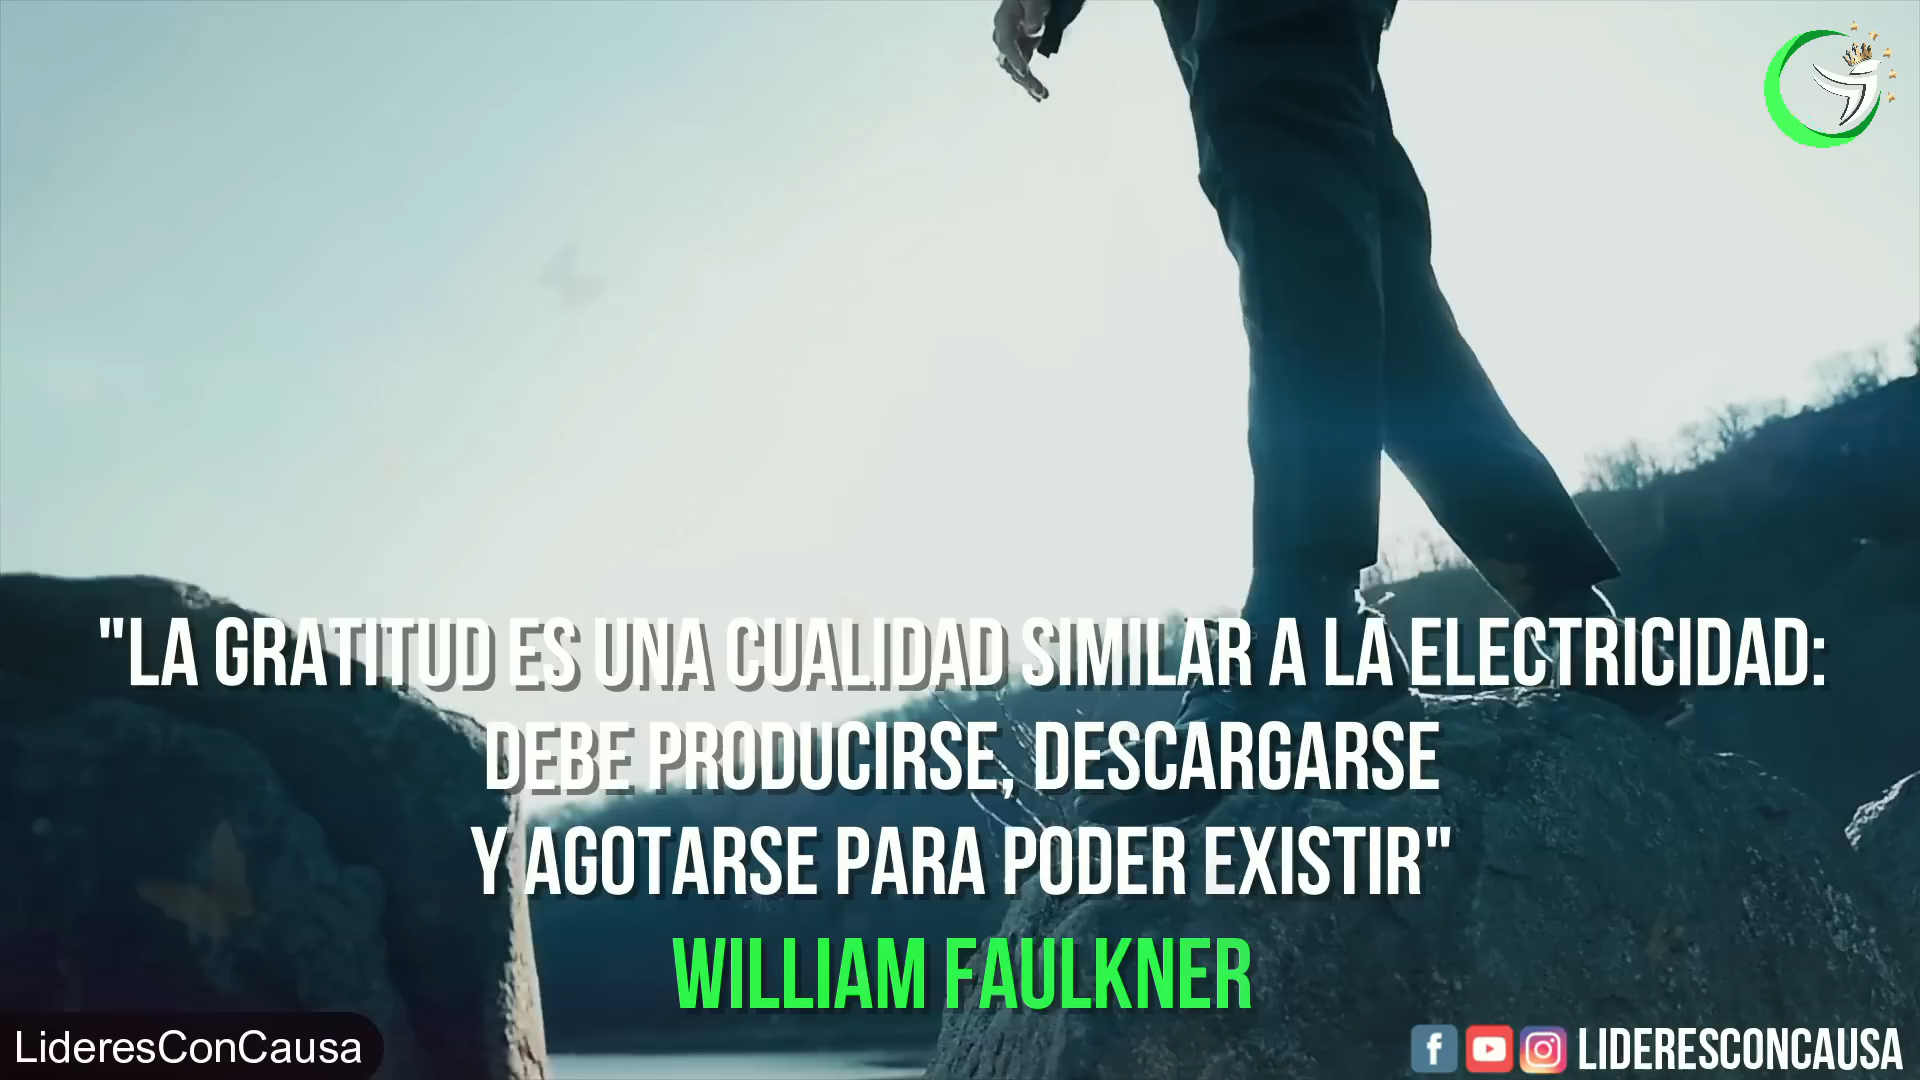 "LA GRATITUD ES UNA CUALIDAD SIMILAR A LA ELECTRICIDAD:
DEBE PRODUCIRSE, DESCARGARSE
Y AGOTARSE PARA PODER EXISTIR"
WILLIAM FAULKNER
LideresConCausa
LIDERESCONCAUSA